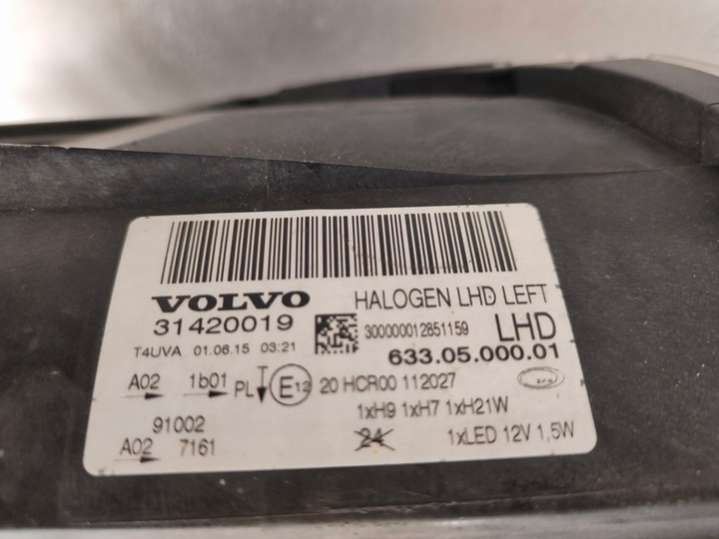 VOLVO HALOGEN LHD LEFT
31420019 300000012851159 LHD
T4UVA 01.06.15 03:21 633.05.000.01
A02 1b01 PL E12 20 HCR00 112027
91002 1xH9 1xH7 1xH21W
A02 7161 24 1xLED 12V 1,5W